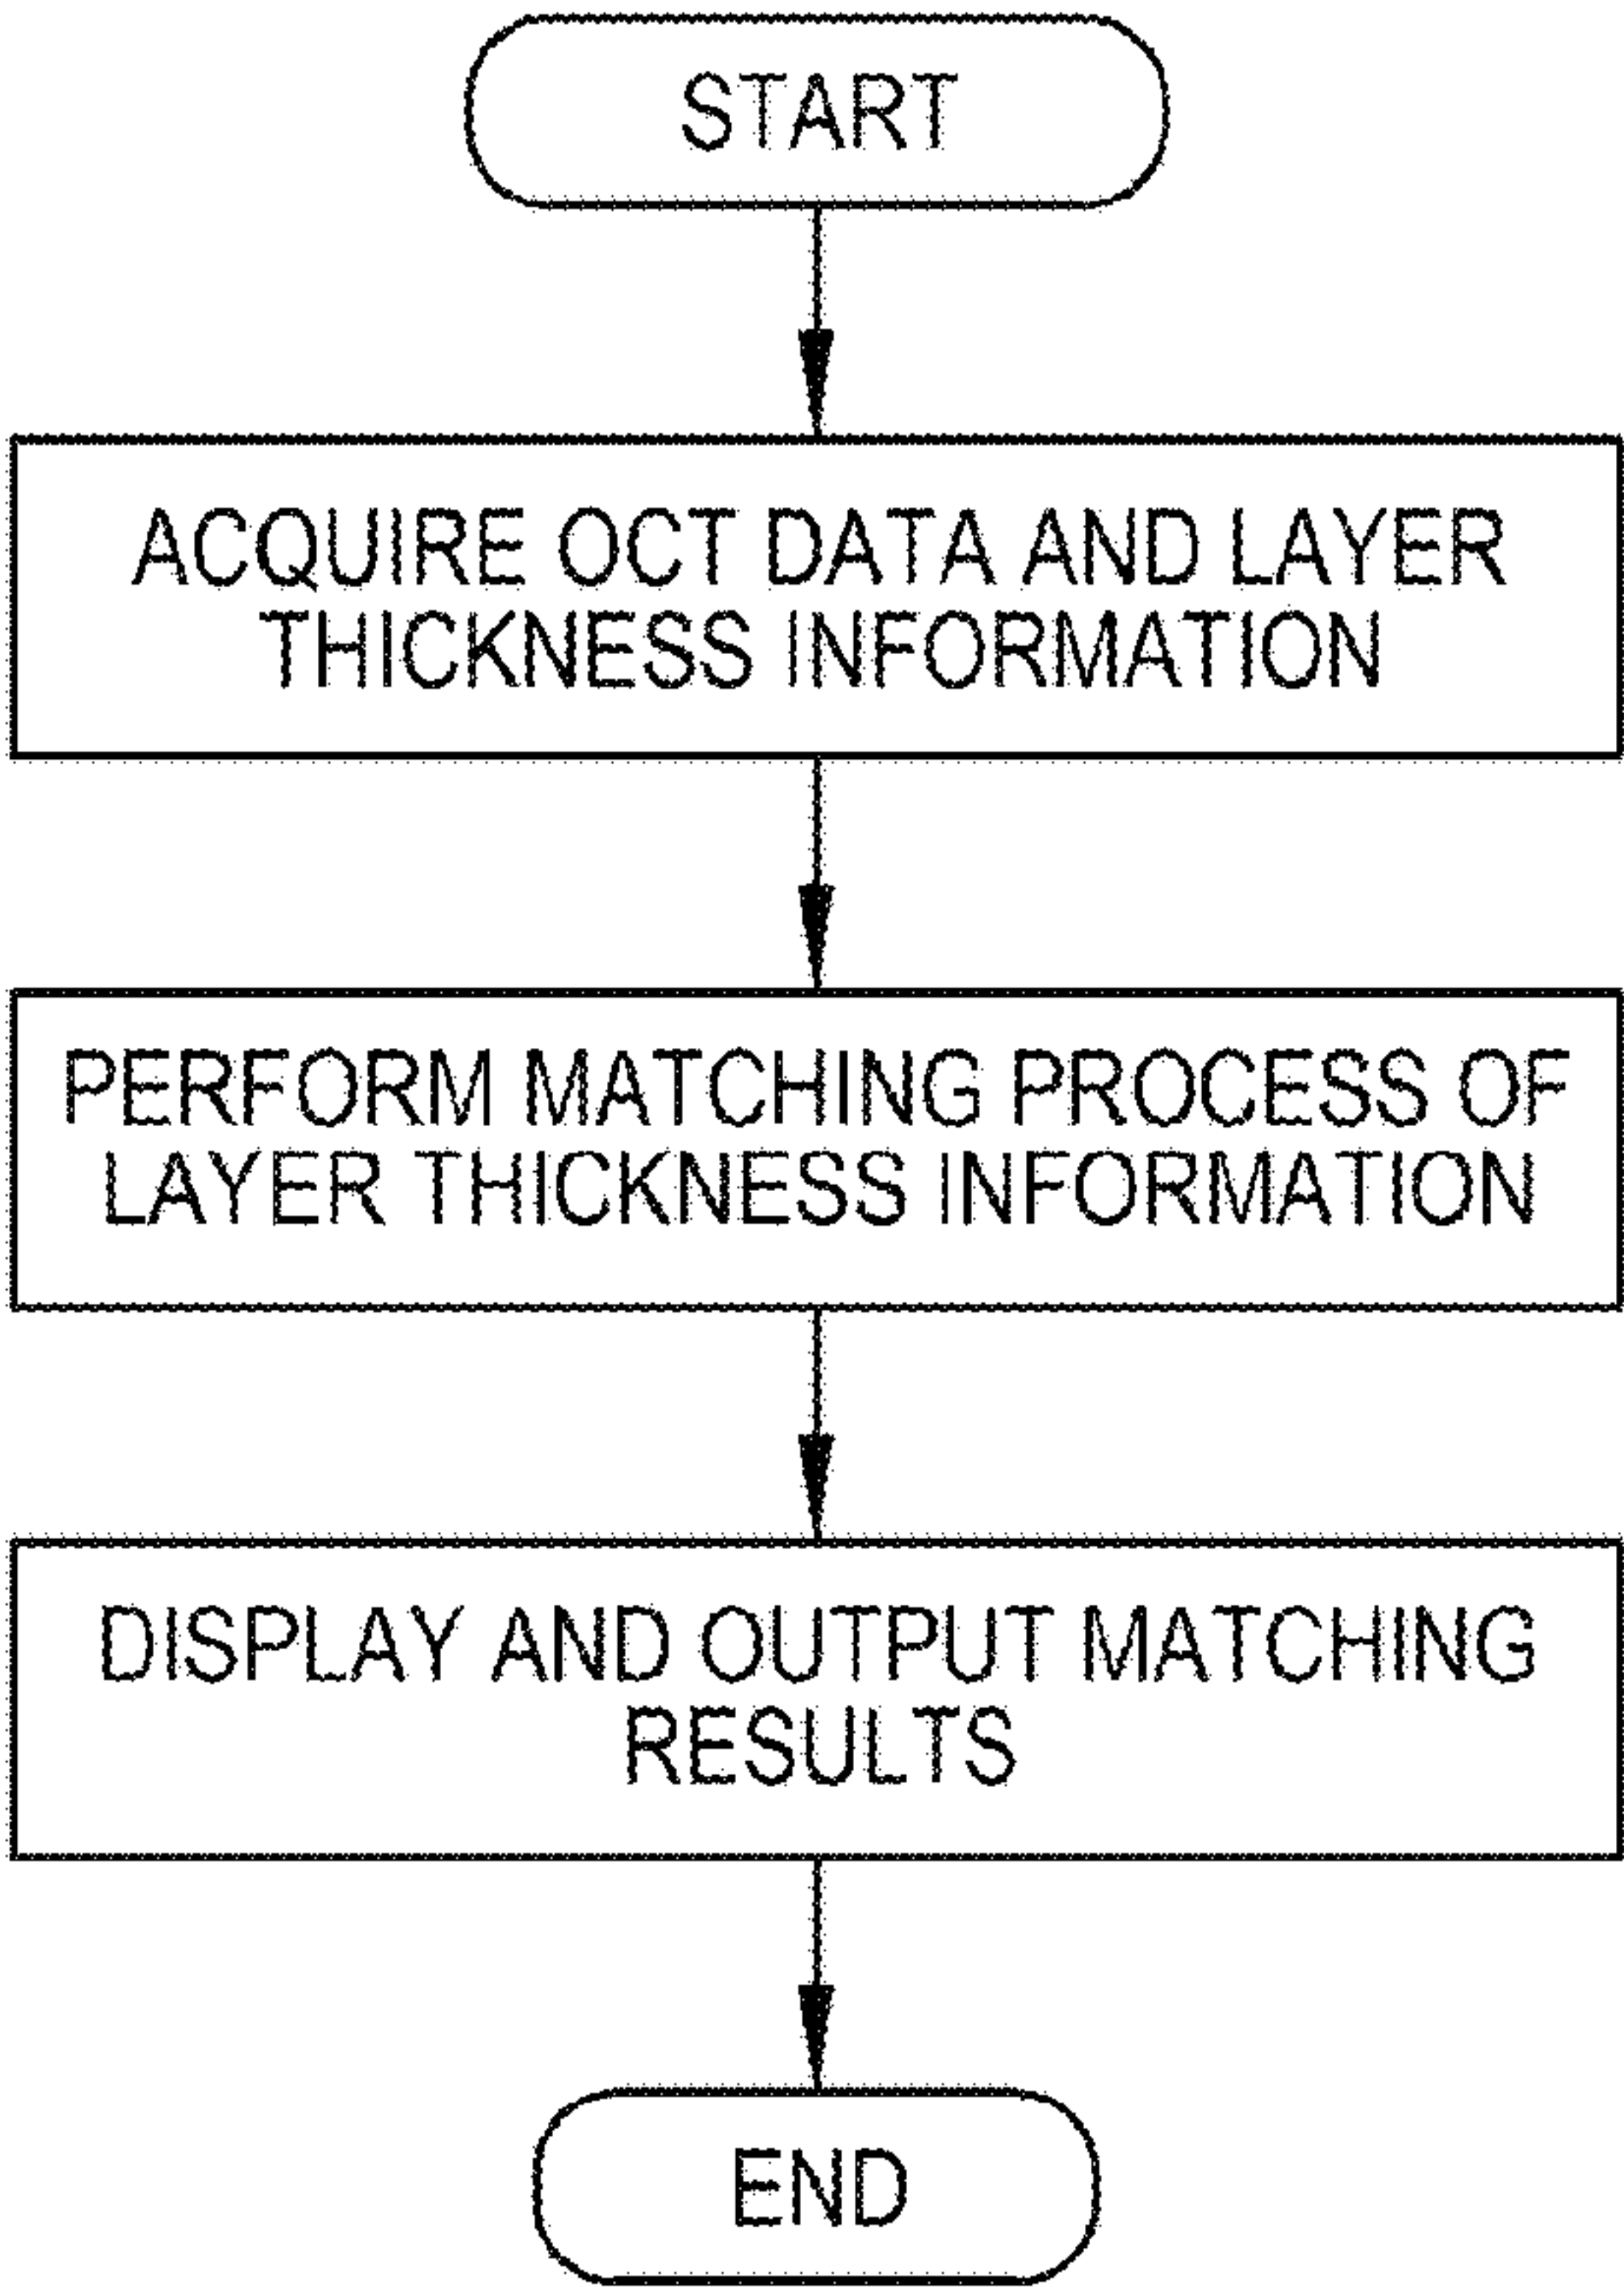 START
ACQUIRE OCT DATA AND LAYER
THICKNESS INFORMATION
PERFORM MATCHING PROCESS OF
LAYER THICKNESS INFORMATION
DISPLAY AND OUTPUT MATCHING
RESULTS
END